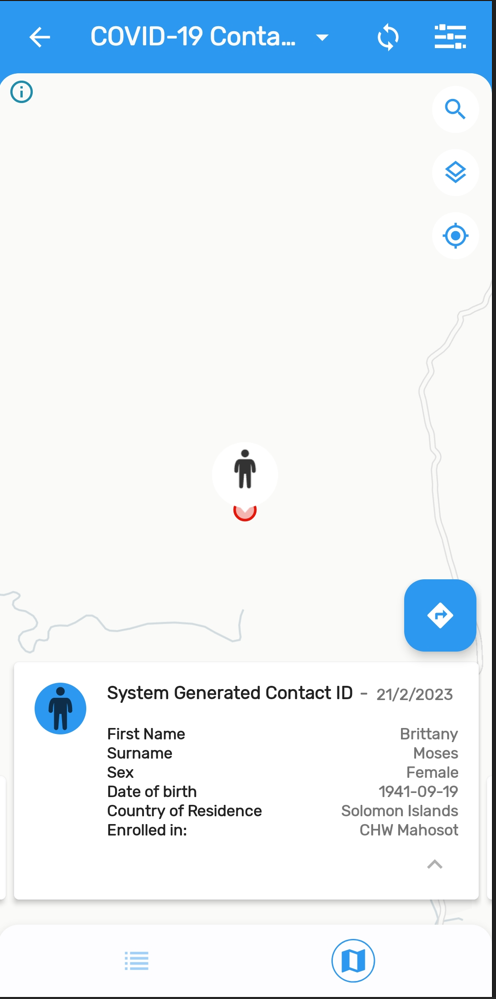 COVID-19 Conta...
System Generated Contact ID - 21/2/2023
First Name Brittany
Surname Moses
Sex Female
Date of birth 1941-09-19
Country of Residence Solomon Islands
Enrolled in: CHW Mahosot